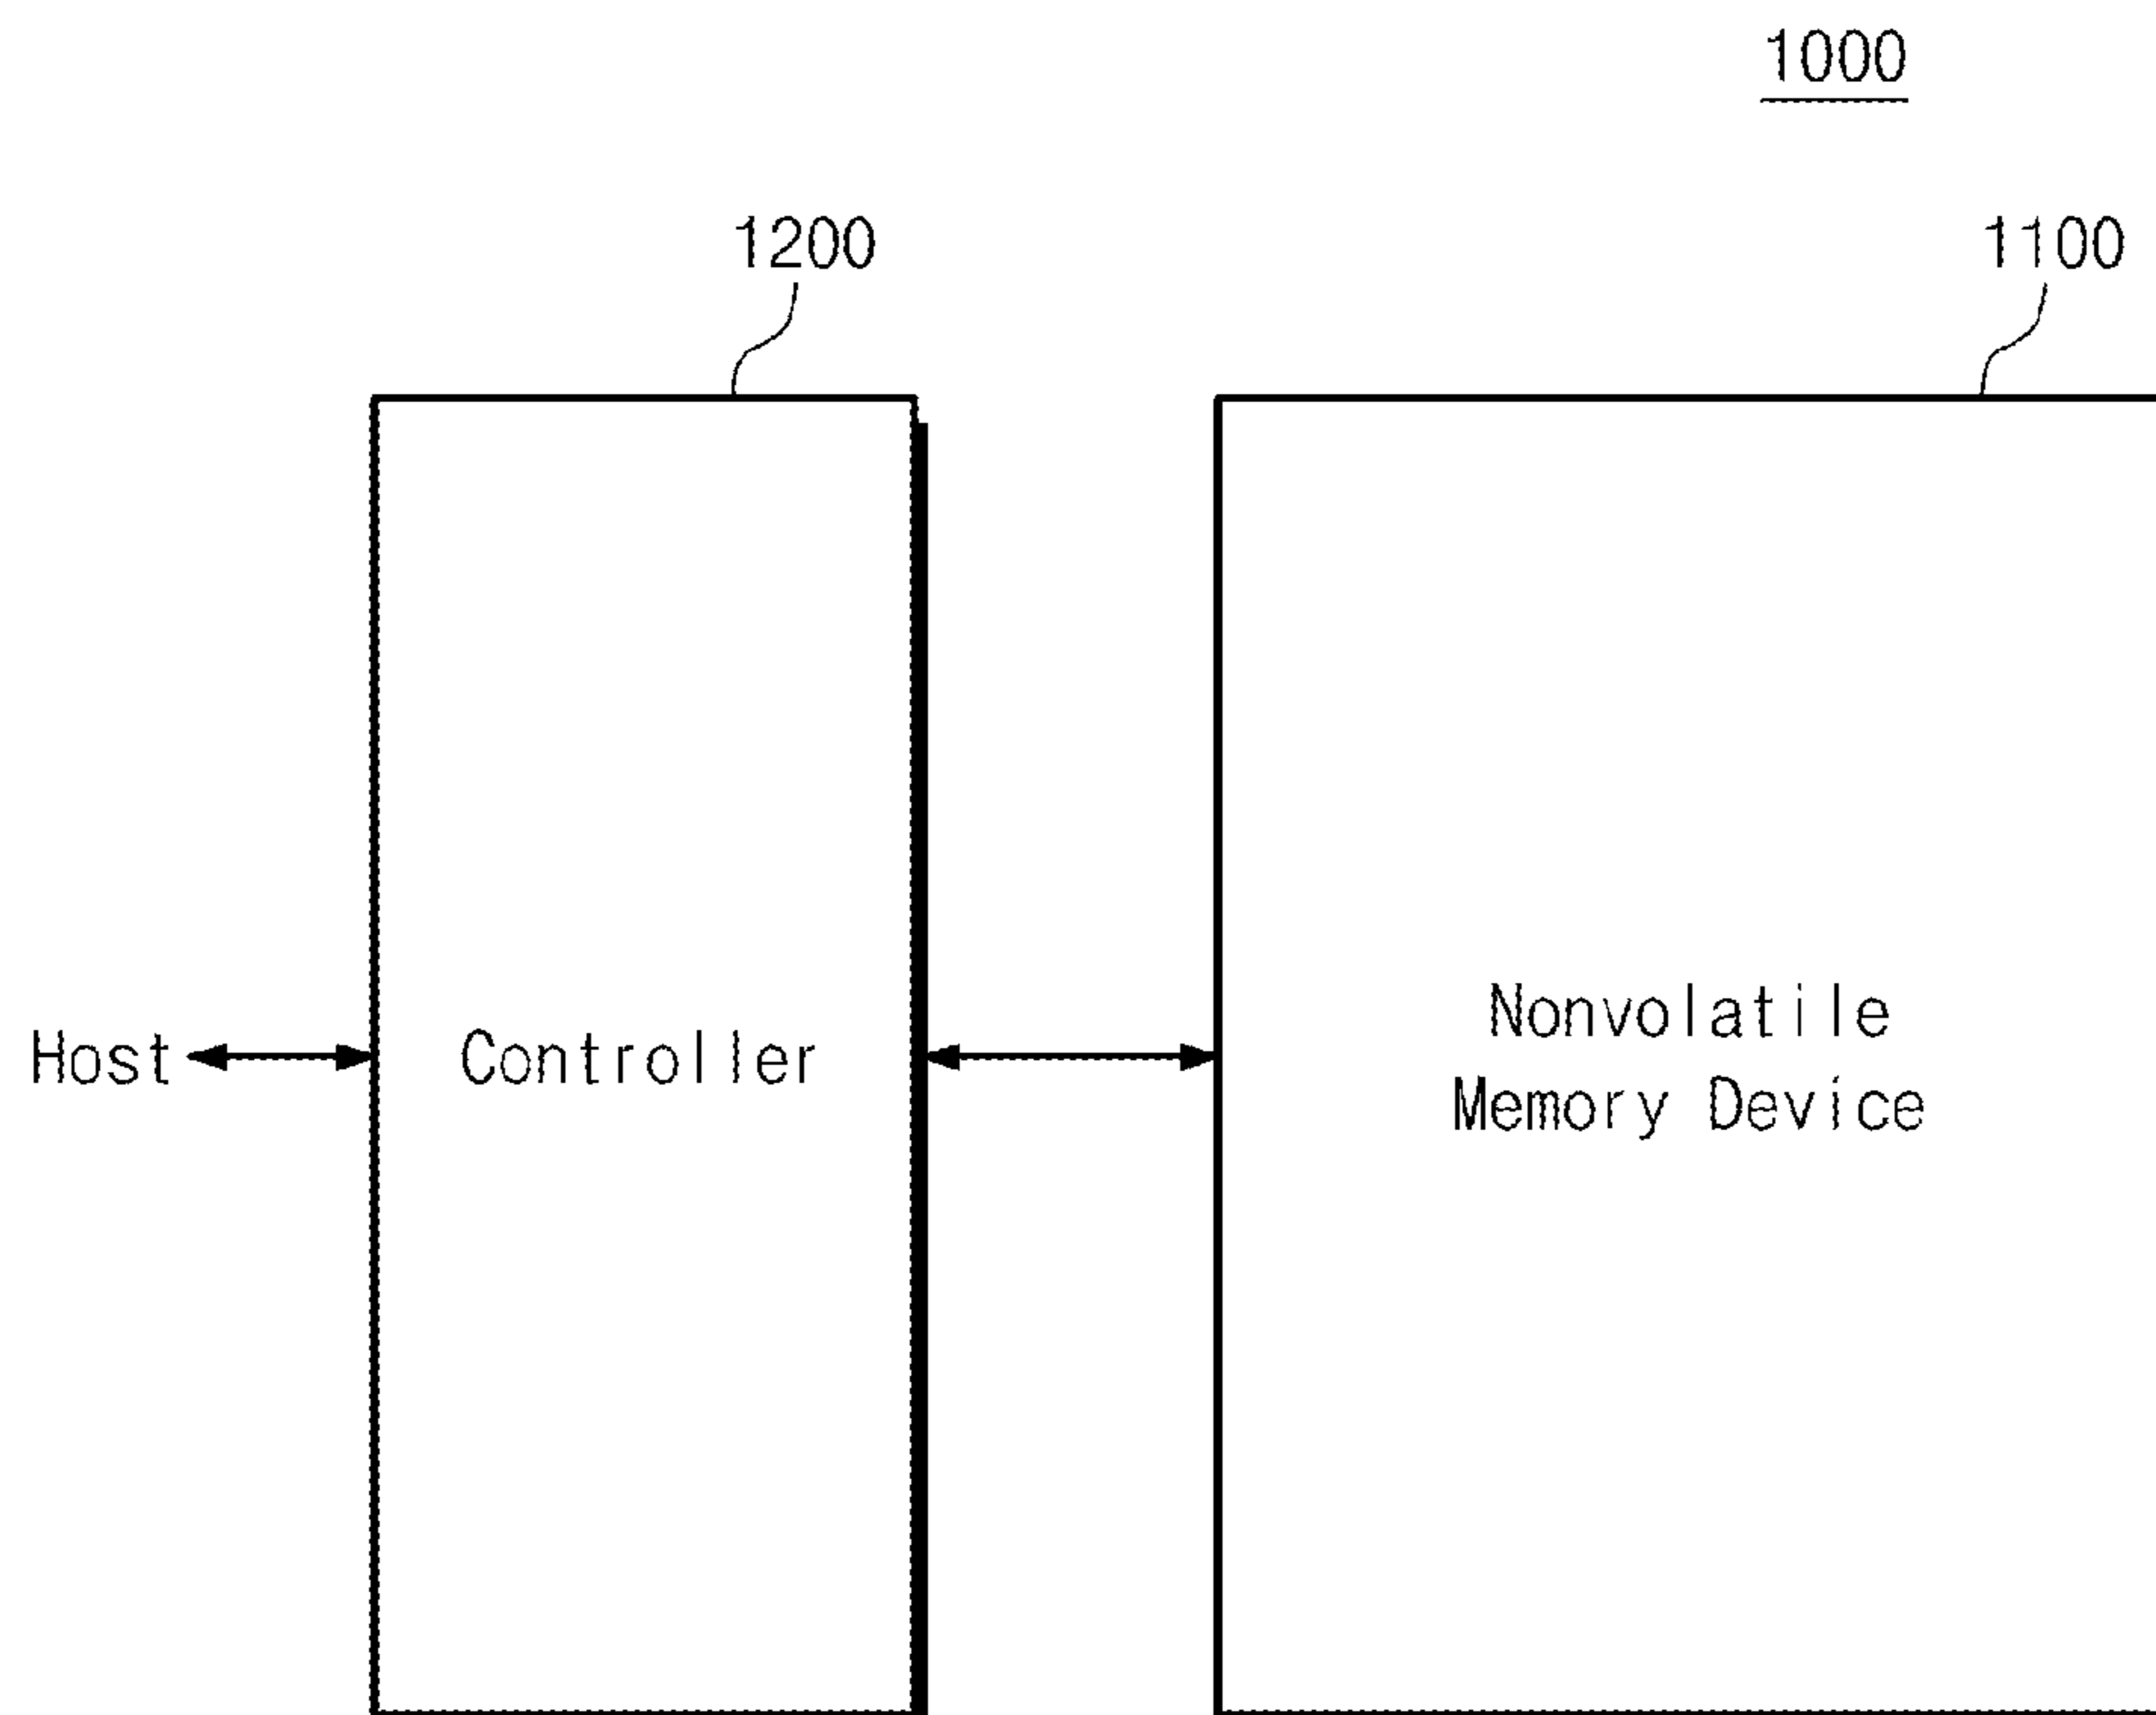 1000
1200
1100
Host
Controller
Nonvolatile
Memory Device